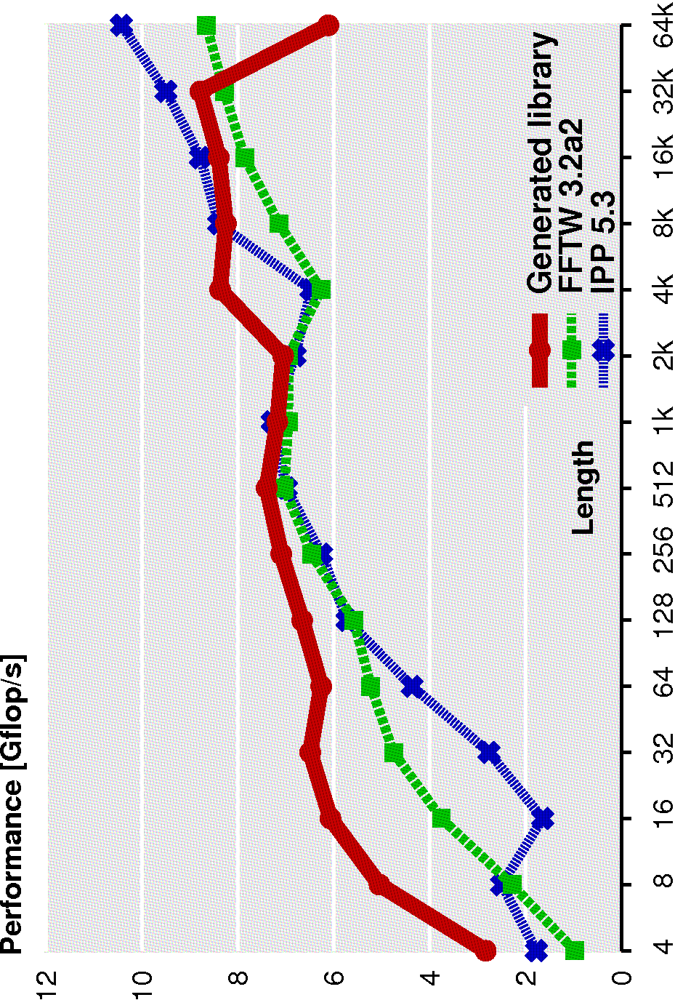 Performance [Gflop/s]
12
10
8
6
4
2
0
Generated library
FFTW 3.2a2
IPP 5.3
Length
4 8 16 32 64 128 256 512 1k 2k 4k 8k 16k 32k 64k